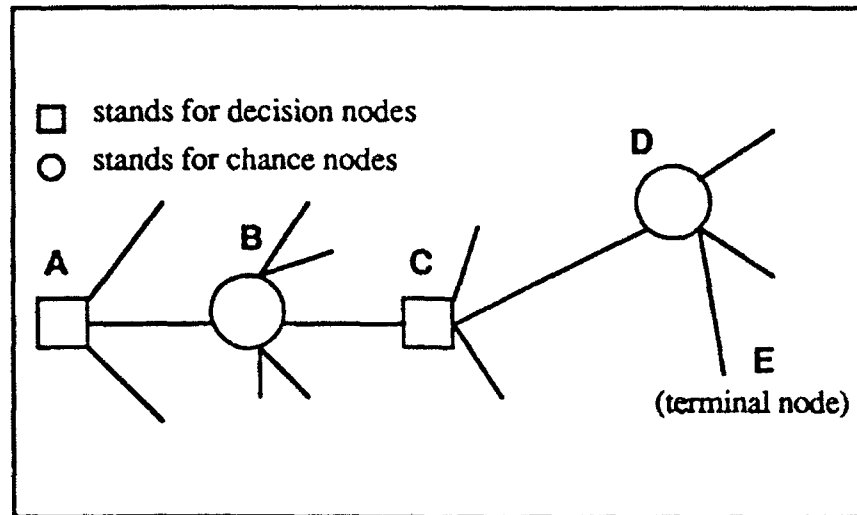 stands for decision nodes
stands for chance nodes
D
B
A
C
E
(terminal node)